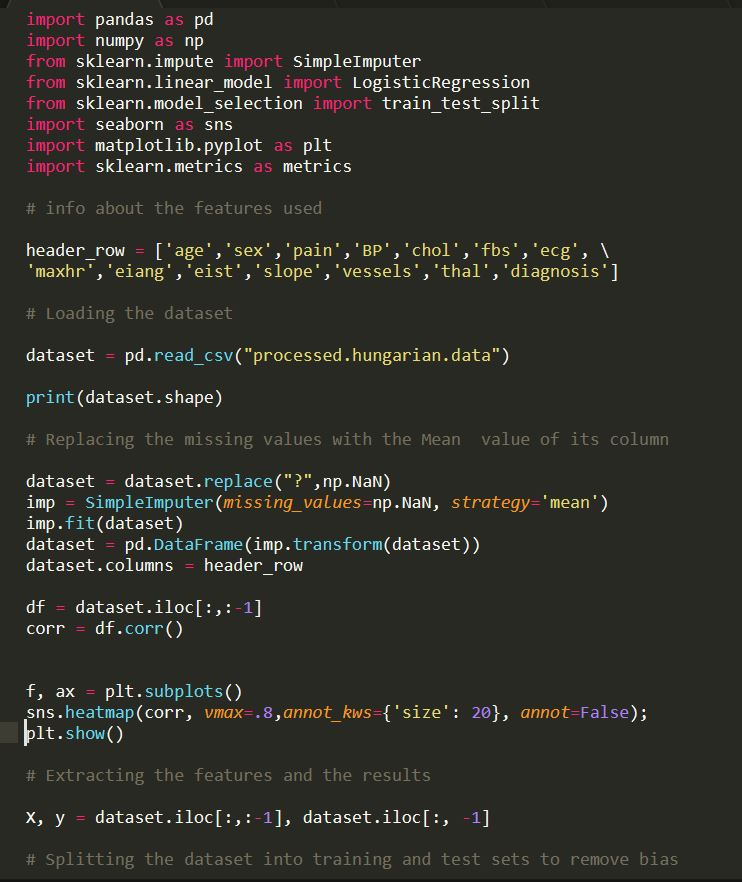 import pandas as pd
import numpy as np
from sklearn.impute import SimpleImputer
from sklearn.linear_model import LogisticRegression
from sklearn.model_selection import train_test_split
import seaborn as sns
import matplotlib.pyplot as plt
import sklearn.metrics as metrics
# info about the features used
header_row = ['age','sex','pain','BP','chol','fbs','ecg', \
'maxhr','eiang','eist','slope','vessels','thal','diagnosis']
# Loading the dataset
dataset = pd.read_csv("processed.hungarian.data")
print(dataset.shape)
# Replacing the missing values with the Mean  value of its column
dataset = dataset.replace("?",np.NaN)
imp = SimpleImputer(missing_values=np.NaN, strategy='mean')
imp.fit(dataset)
dataset = pd.DataFrame(imp.transform(dataset))
dataset.columns = header_row
df = dataset.iloc[:,:-1]
corr = df.corr()
f, ax = plt.subplots()
sns.heatmap(corr, vmax=.8,annot_kws={'size': 20}, annot=False);
plt.show()
# Extracting the features and the results
X, y = dataset.iloc[:,:-1], dataset.iloc[:, -1]
# Splitting the dataset into training and test sets to remove bias